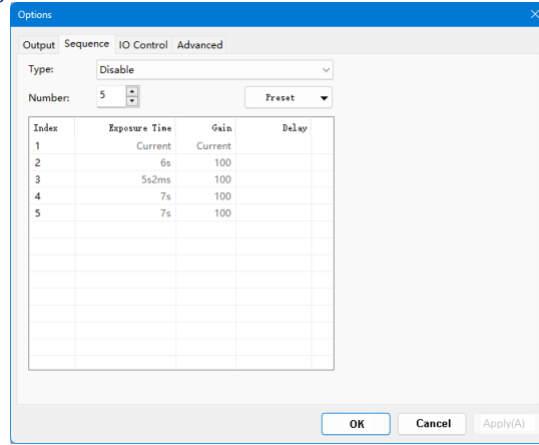 Options
Output Sequence IO Control Advanced
Type: Disable
Number: 5 Preset
Index Exposure Time Gain Delay
1 Current Current
2 6s 100
3 5s2ms 100
4 7s 100
5 7s 100
OK Cancel Apply(A)